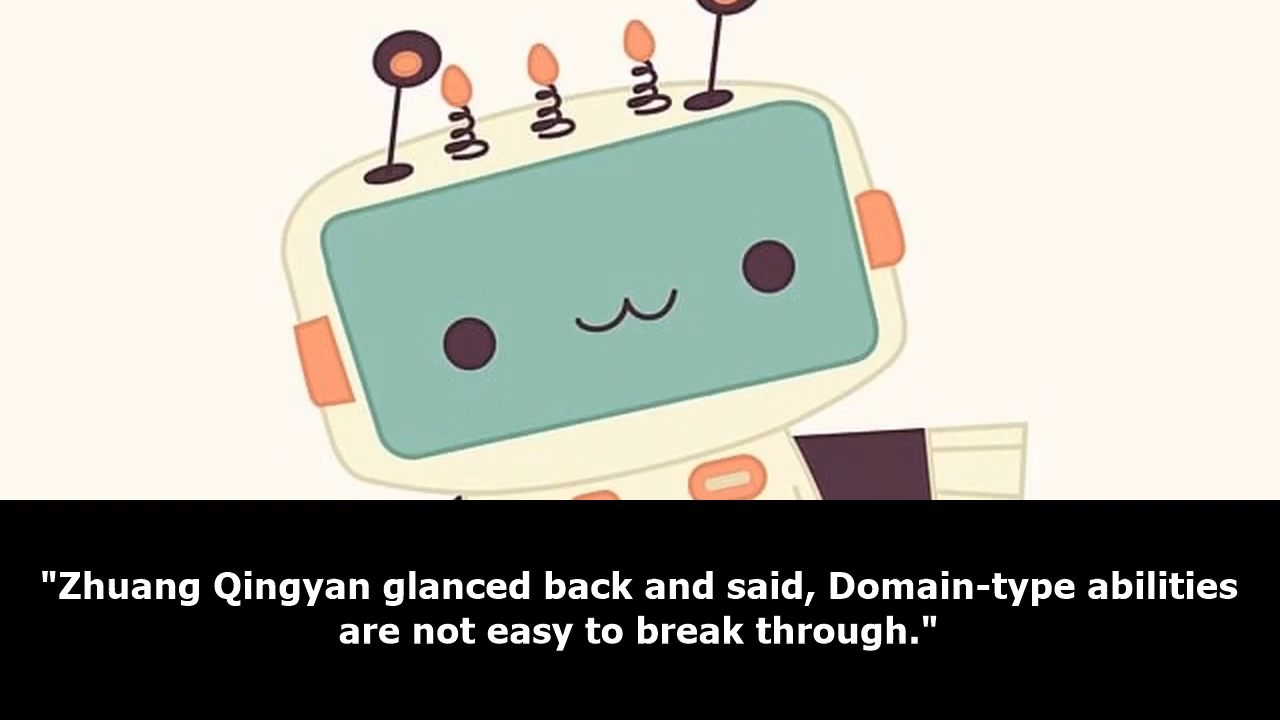 "Zhuang Qingyan glanced back and said, Domain-type abilities
are not easy to break through."